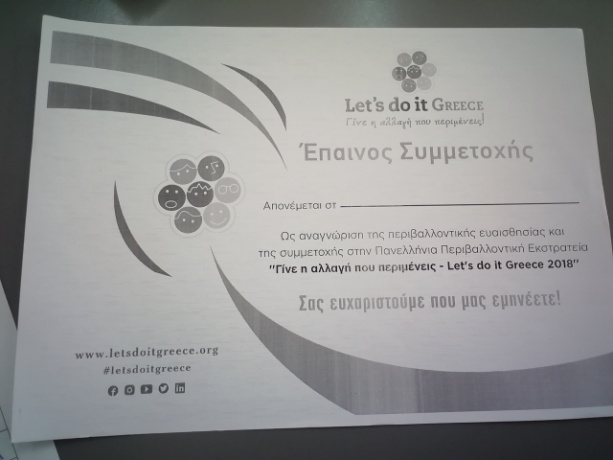 Let's do it GREECE
Γίνε η αλλαγή που περιμένεις!
Έπαινος Συμμετοχής
Απονέμεται στ
Ως αναγνώριση της περιβαλλοντικής ευαισθησίας και
της συμμετοχής στην Πανελλήνια Περιβαλλοντική Εκστρατεία
"Γίνε η αλλαγή που περιμένεις - Let's do it Greece 2018"
Σας ευχαριστούμε που μας εμπνέετε!
www.letsdoitgreece.org
#letsdoitgreece